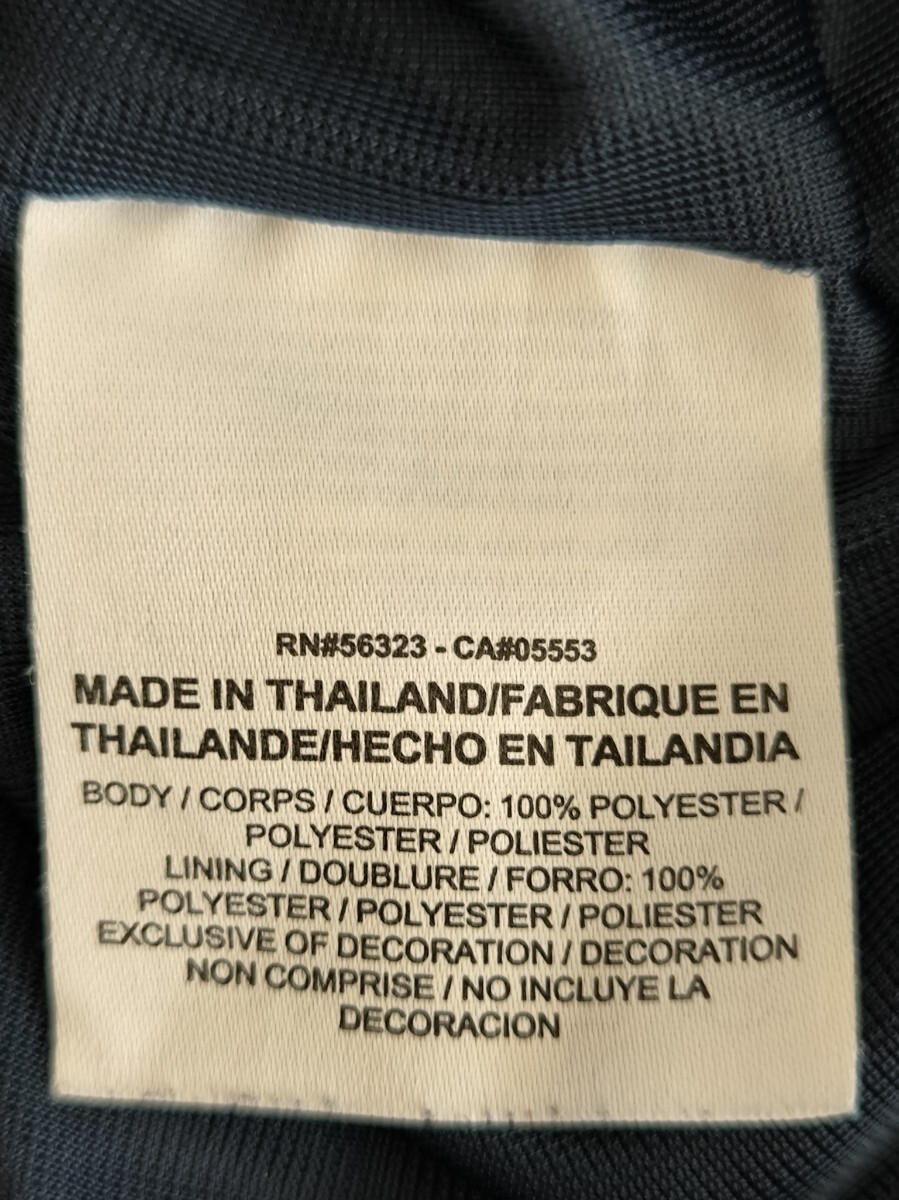 RN#56323 - CA#05553
MADE IN THAILAND/FABRIQUE EN
THAILANDE/HECHO EN TAILANDIA
BODY / CORPS / CUERPO: 100% POLYESTER /
POLYESTER / POLIESTER
LINING / DOUBLURE / FORRO: 100%
POLYESTER / POLYESTER / POLIESTER
EXCLUSIVE OF DECORATION / DECORATION
NON COMPRISE / NO INCLUYE LA
DECORACION